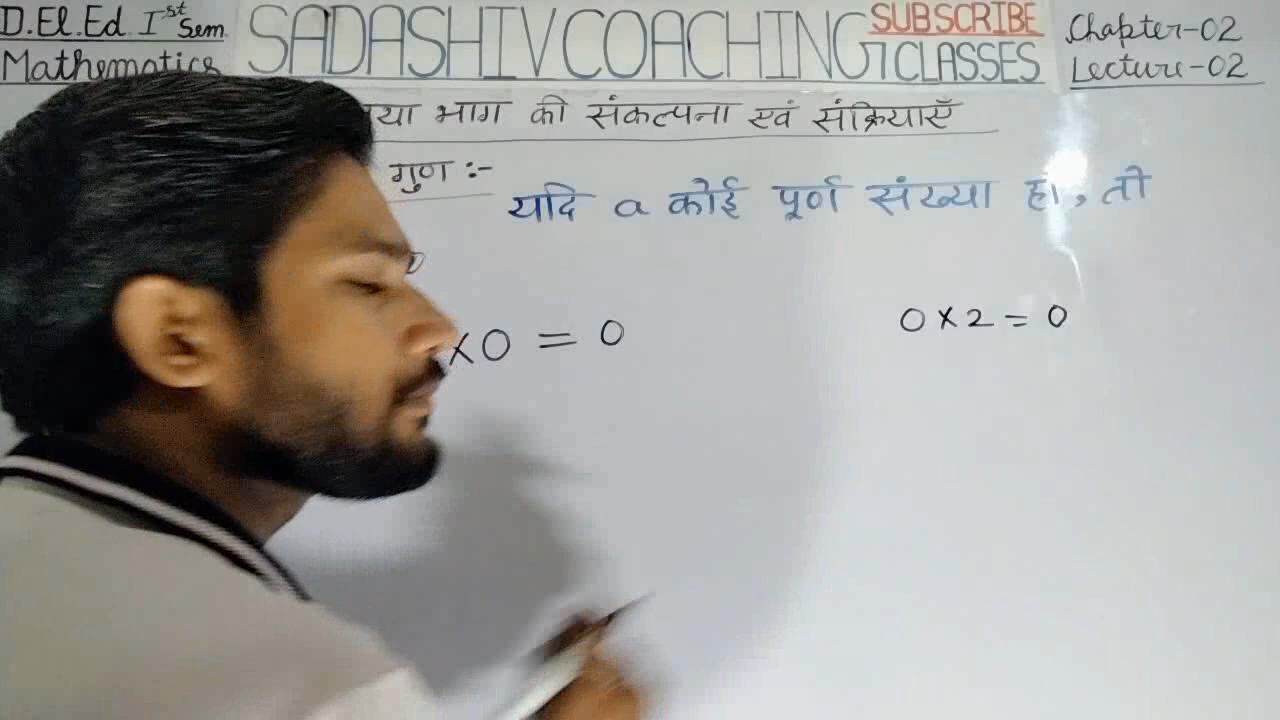 D.El.Ed Ist Sem
Mathematics
SADASHIV COACHING CLASSES
SUBSCRIBE
Chapter-02
Lecture-02
भाग की संकल्पना एवं संक्रियाएँ
गुण :-
यदि a कोई पूर्ण संख्या हो, तो
×0 = 0
0×2 = 0